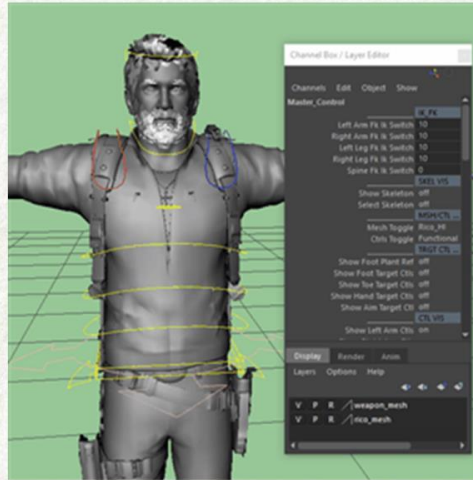 Channel Box / Layer Editor
Channels Edit Object Show
Master_Control
IK_FK
Left Arm Fk Ik Switch 10
Right Arm Fk Ik Switch 10
Left Leg Fk Ik Switch 10
Right Leg Fk Ik Switch 10
Spine Fk Ik Switch 0
SKEL VIS
Show Skeleton off
Select Skeleton off
MSH/CTL ...
Mesh Toggle Rico_HI
Ctrls Toggle Functional
TRGT CTL ...
Show Foot Plant Ref off
Show Foot Target Ctls off
Show Toe Target Ctls off
Show Hand Target Ctls off
Show Aim Target Ctl off
CTL VIS
Show Left Arm Ctls on
Display Render Anim
Layers Options Help
V P R weapon_mesh
V P R rico_mesh